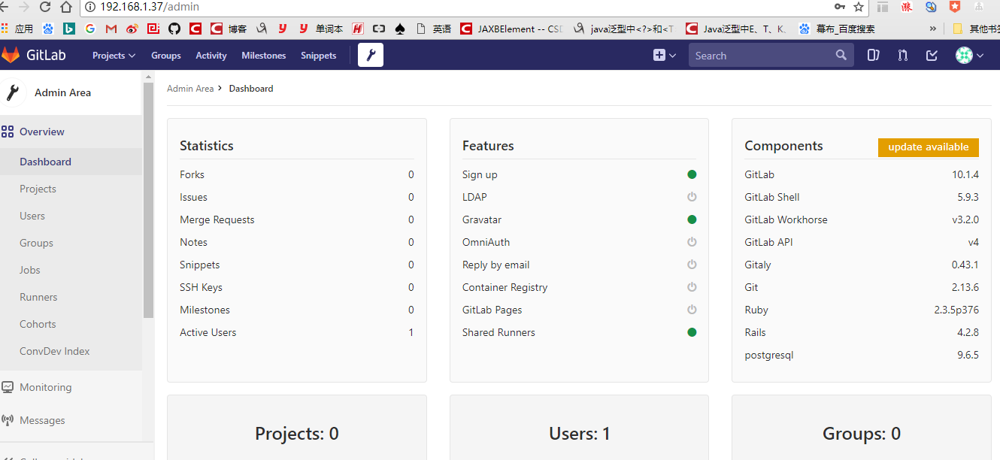 192.168.1.37/admin
应用 博客 单词本 英语 JAXBElement -- CSD java泛型中<?>和<T Java泛型中E、T、K、 幕布_百度搜索 » 其他书签
GitLab Projects Groups Activity Milestones Snippets Search
Admin Area
Overview
Dashboard
Projects
Users
Groups
Jobs
Runners
Cohorts
ConvDev Index
Monitoring
Messages
Admin Area > Dashboard
Statistics
Forks 0
Issues 0
Merge Requests 0
Notes 0
Snippets 0
SSH Keys 0
Milestones 0
Active Users 1
Features
Sign up
LDAP
Gravatar
OmniAuth
Reply by email
Container Registry
GitLab Pages
Shared Runners
Components update available
GitLab 10.1.4
GitLab Shell 5.9.3
GitLab Workhorse v3.2.0
GitLab API v4
Gitaly 0.43.1
Git 2.13.6
Ruby 2.3.5p376
Rails 4.2.8
postgresql 9.6.5
Projects: 0
Users: 1
Groups: 0